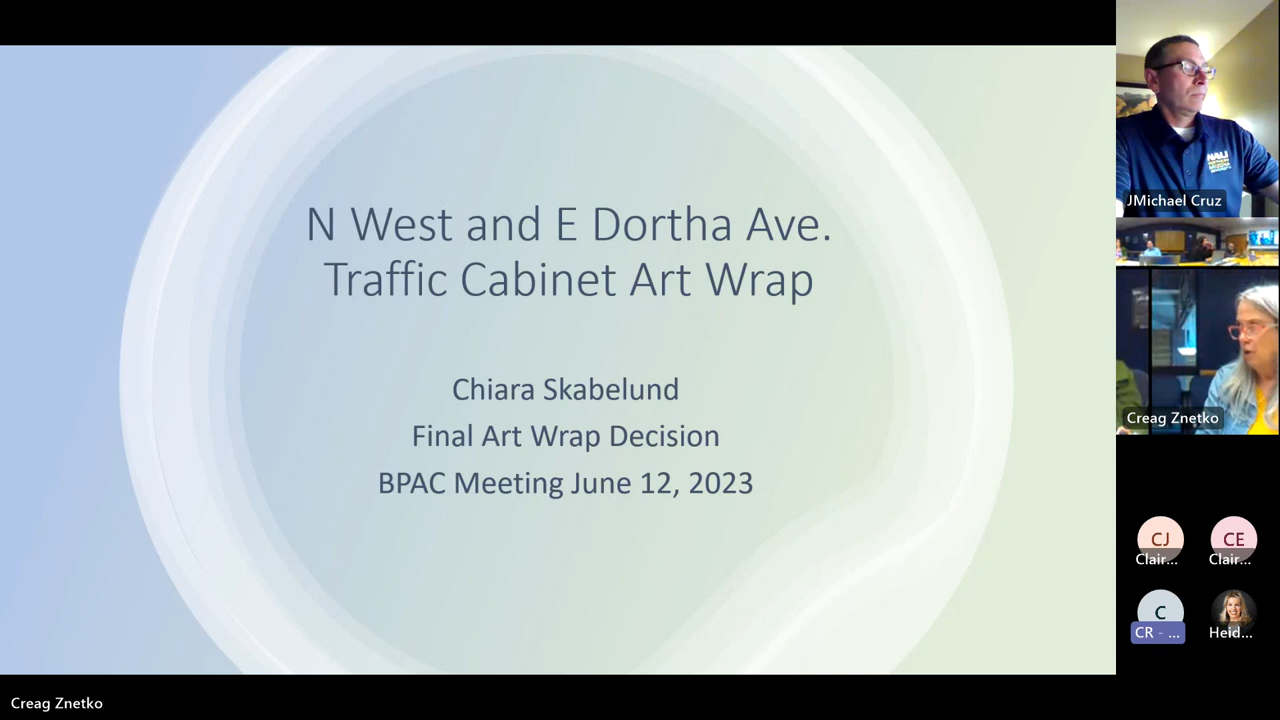 N West and E Dortha Ave.
Traffic Cabinet Art Wrap
Chiara Skabelund
Final Art Wrap Decision
BPAC Meeting June 12, 2023
JMichael Cruz
NALI
Creag Znetko
CJ
Clair...
CE
Clair...
C
CR - ...
Heid...
Creag Znetko